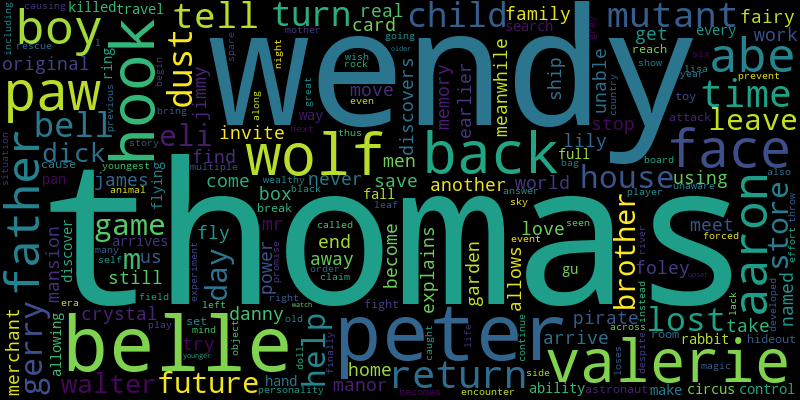 causing killed travel tell turn real card child family search mutant fairy work
including boy hook dust jimmy wendy ship get every abe
original ring paw bell eli invite memory earlier move meanwhile discovers unable reach show six lisa year prevent
wish rock mother going older night spare great even along way
previous story bring begin dick find wolf back men lily stop toy attack time leave
situation youngest cause pan james flying animal come box break never save fall another full world bag board using house face country
father mansion discover game m us still arrives many self thomas
fly day mr power experiment promise end away called order claim become explains garden love allows sky event answer seen gu leaf black multiple wealthy
brother foley player unaware meet named aaron store also throw effort developed
merchant gerry era allowing crystal field play set mind left right object danny belle help old match fight peter pirate arrive forced river lost instead across room despite lack take rabbit hideout
walter future try hand doll personality younger manor home finally return becomes caught life encounter continue side ability loses astronaut make magic circus control valerie
upset grey rescue thus next